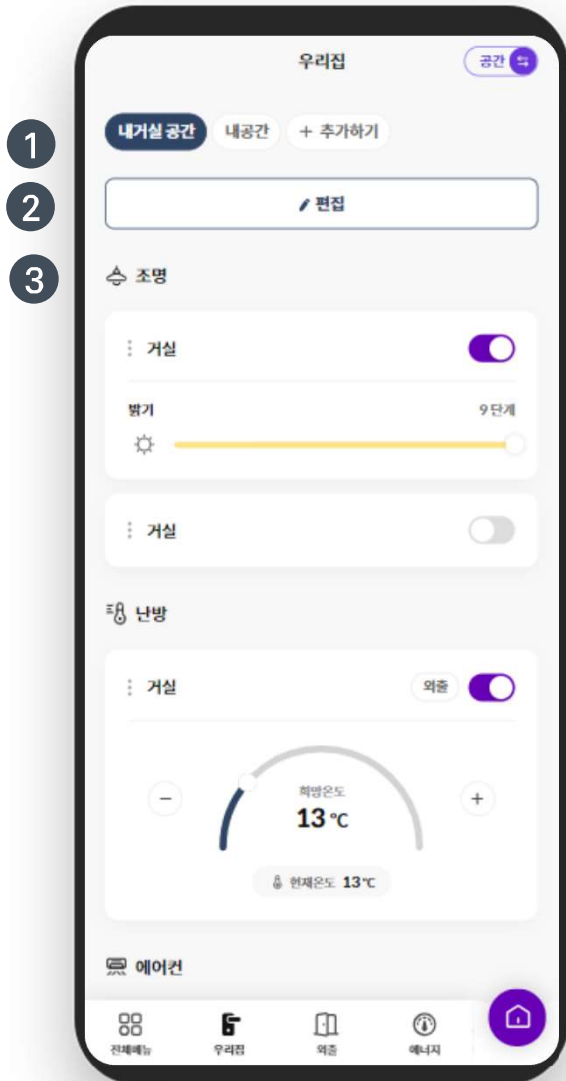 우리집
공간
1
내거실 공간 내공간 + 추가하기
2
편집
3
조명
거실
밝기 9 단계
거실
난방
거실 외출
희망온도
- 13 ℃ +
현재온도 13℃
에어컨
전체메뉴 우리집 외출 에너지